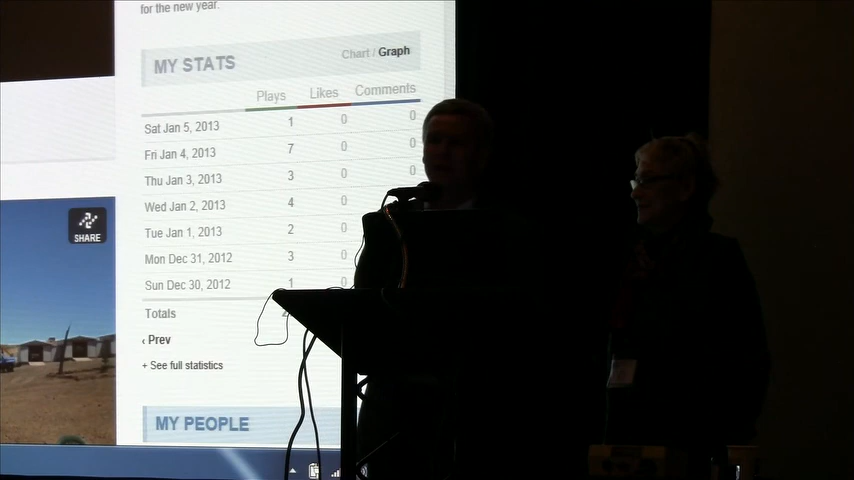 for the new year.
MY STATS
Chart / Graph
Plays Likes Comments
Sat Jan 5, 2013 1 0 0
Fri Jan 4, 2013 7 0 0
Thu Jan 3, 2013 3 0 0
Wed Jan 2, 2013 4 0
Tue Jan 1, 2013 2 0
Mon Dec 31, 2012 3 0
Sun Dec 30, 2012 1 0
Totals
‹ Prev
+ See full statistics
MY PEOPLE
SHARE